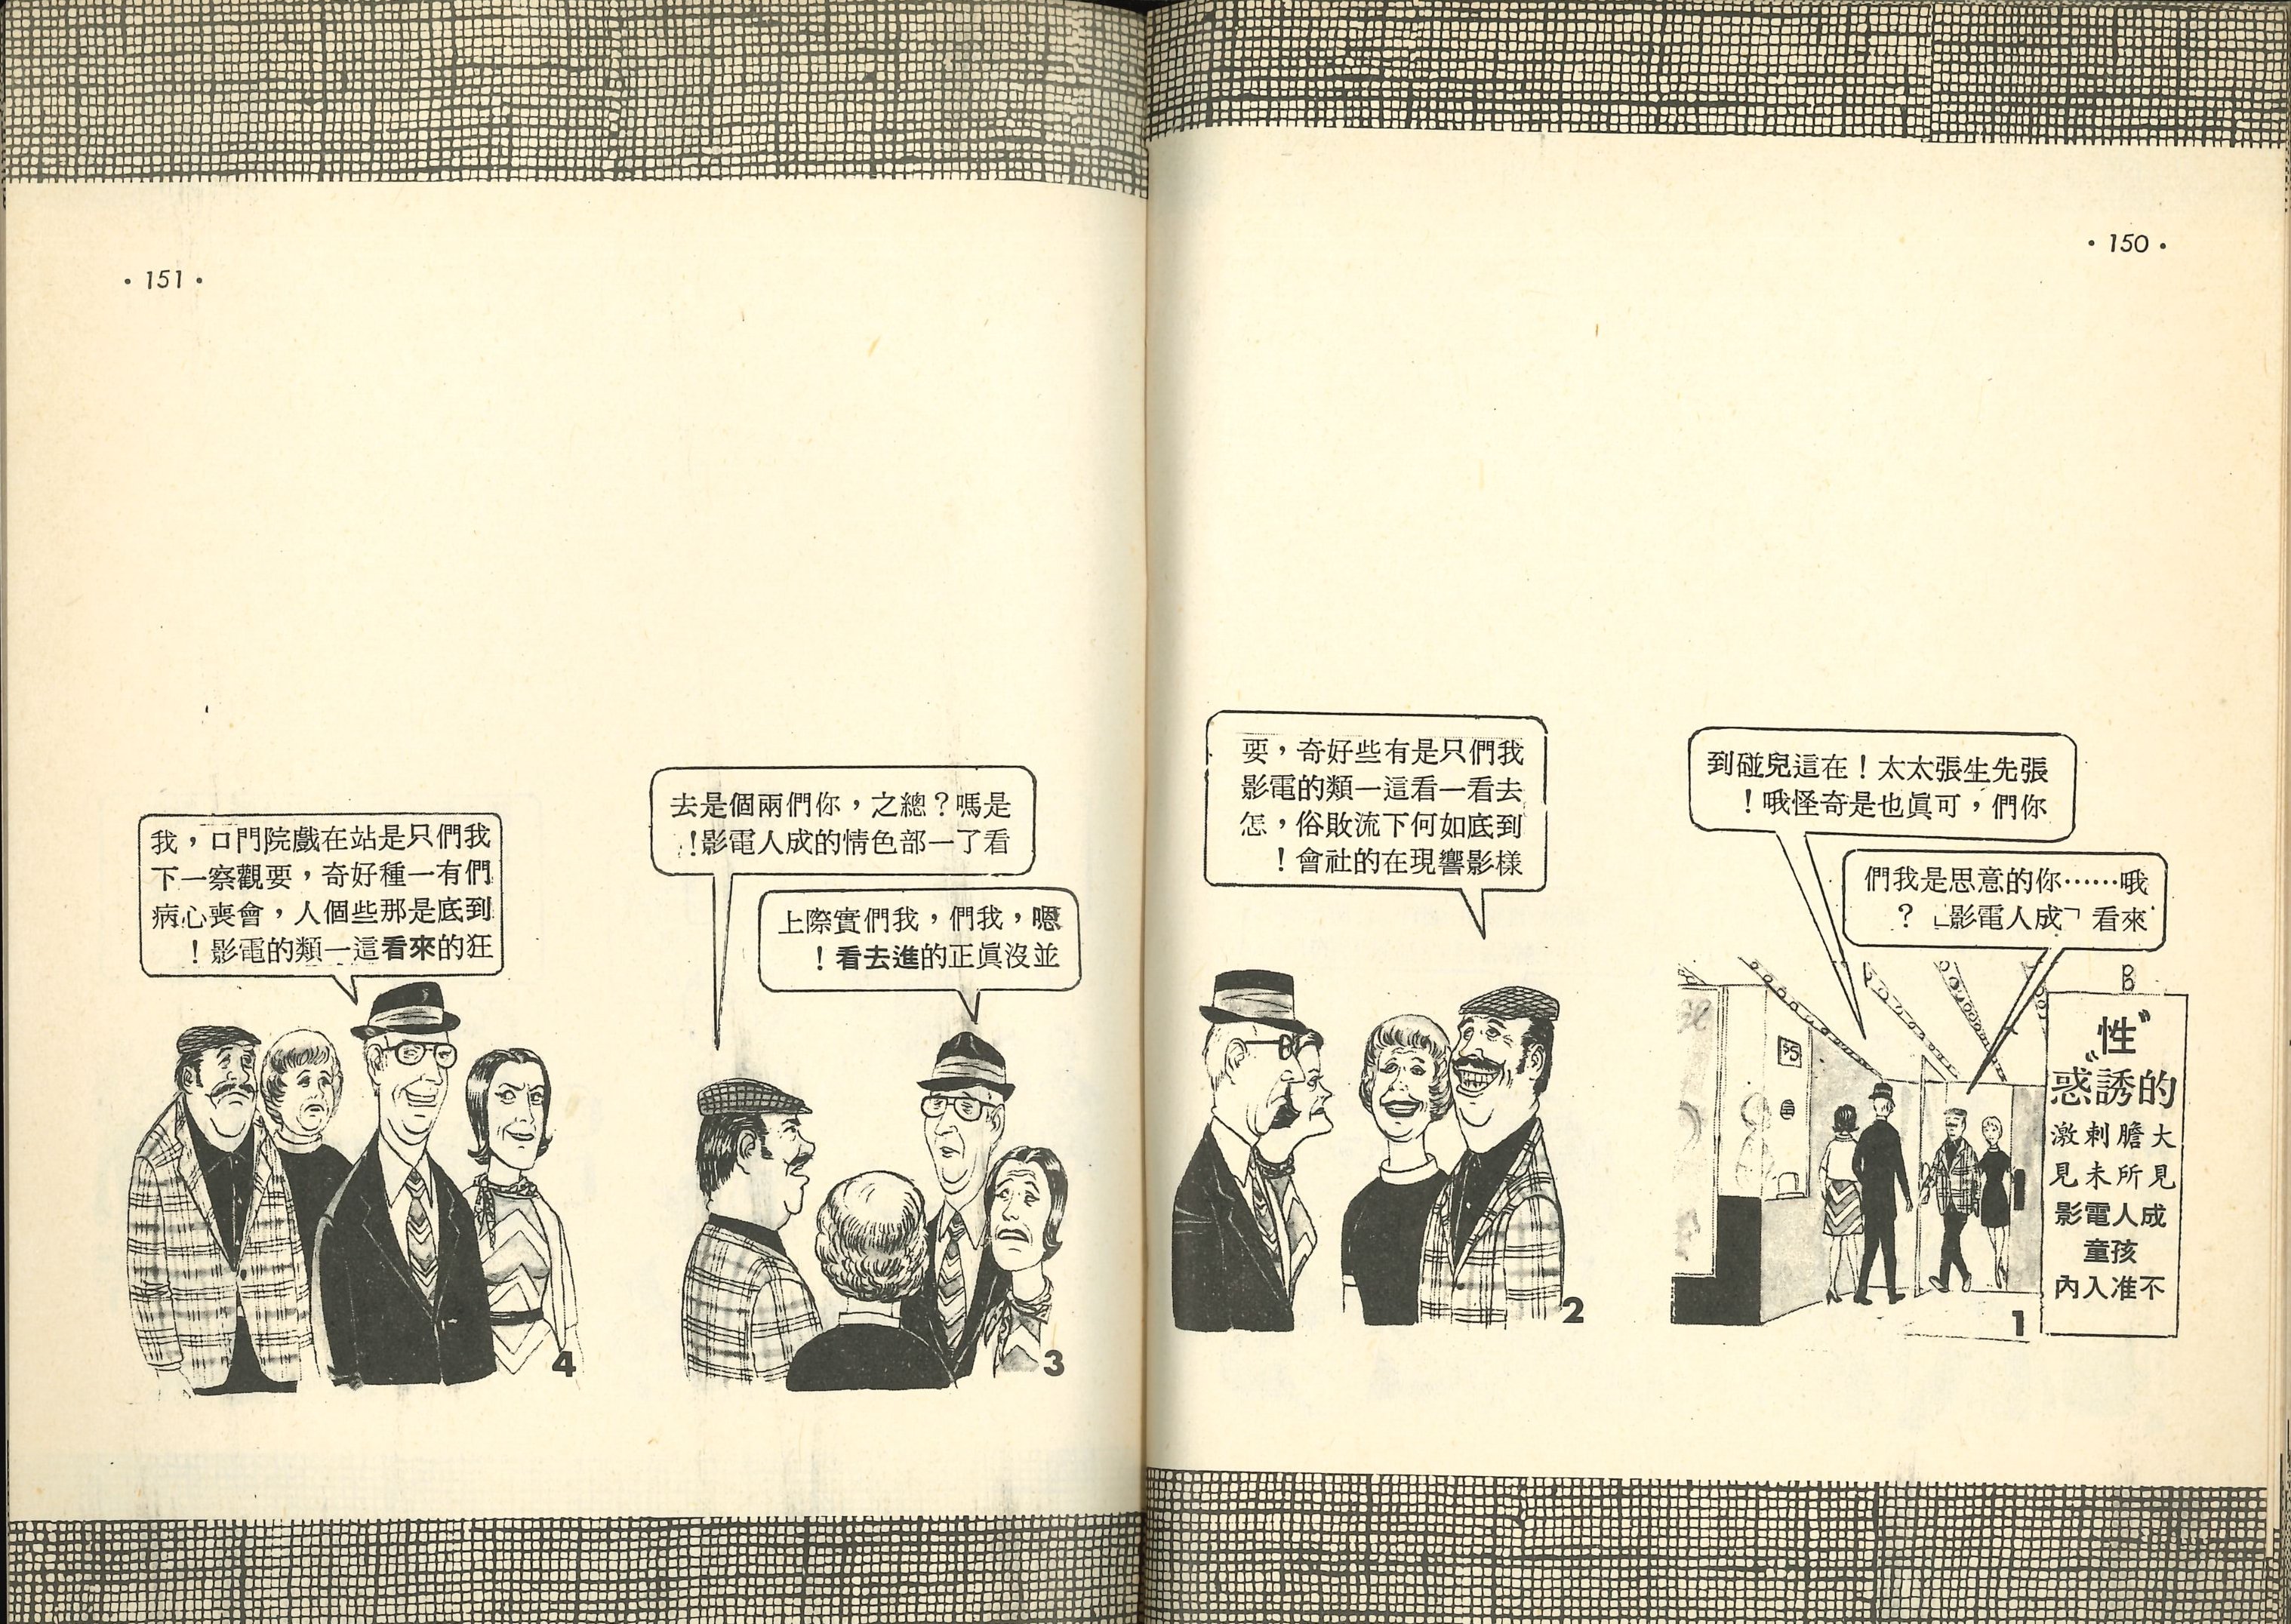 • 150 •
張先生張太太！在這兒碰到
你們，可眞也是奇怪哦！
哦……你的意思是我們
來看「成人電影」？
$5
〝性〞
的誘惑
大膽刺激
見所未見
成人電影
孩童
不准入內
1
我們只是有些好奇，要
去看一看這一類的電影
到底如何下流敗俗，怎
樣影響現在的社會！
2
• 151 •
是嗎？總之，你們兩個是去
看了一部色情的成人電影！
嗯，我們，我們實際上
並沒眞正的進去看！
3
我們只是站在戲院門口，我
們有一種好奇，要觀察一下
到底是那些個人，會喪心病
狂的來看這一類的電影！
4